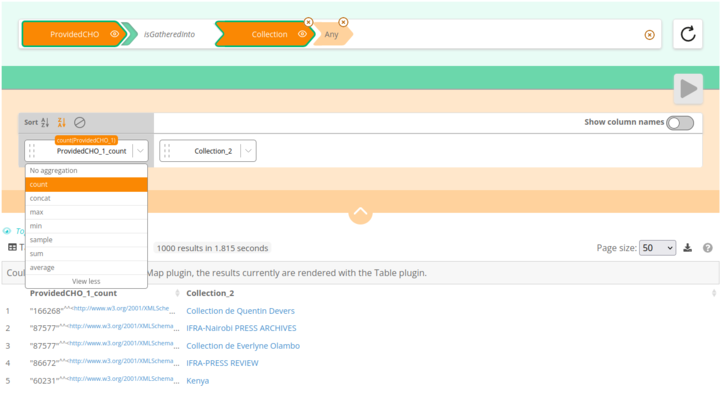 ProvidedCHO isGatheredInto Collection Any
Sort
Show column names
count(ProvidedCHO_1)
ProvidedCHO_1_count Collection_2
No aggregation
count
concat
max
min
sample
sum
average
View less
1000 results in 1.815 seconds Page size: 50
Map plugin, the results currently are rendered with the Table plugin.
ProvidedCHO_1_count Collection_2
1 "166268"^^<http://www.w3.org/2001/XMLSche... Collection de Quentin Devers
2 "87577"^^<http://www.w3.org/2001/XMLSchema... IFRA-Nairobi PRESS ARCHIVES
3 "87577"^^<http://www.w3.org/2001/XMLSchema... Collection de Everlyne Olambo
4 "86672"^^<http://www.w3.org/2001/XMLSchema... IFRA-PRESS REVIEW
5 "60231"^^<http://www.w3.org/2001/XMLSchema... Kenya